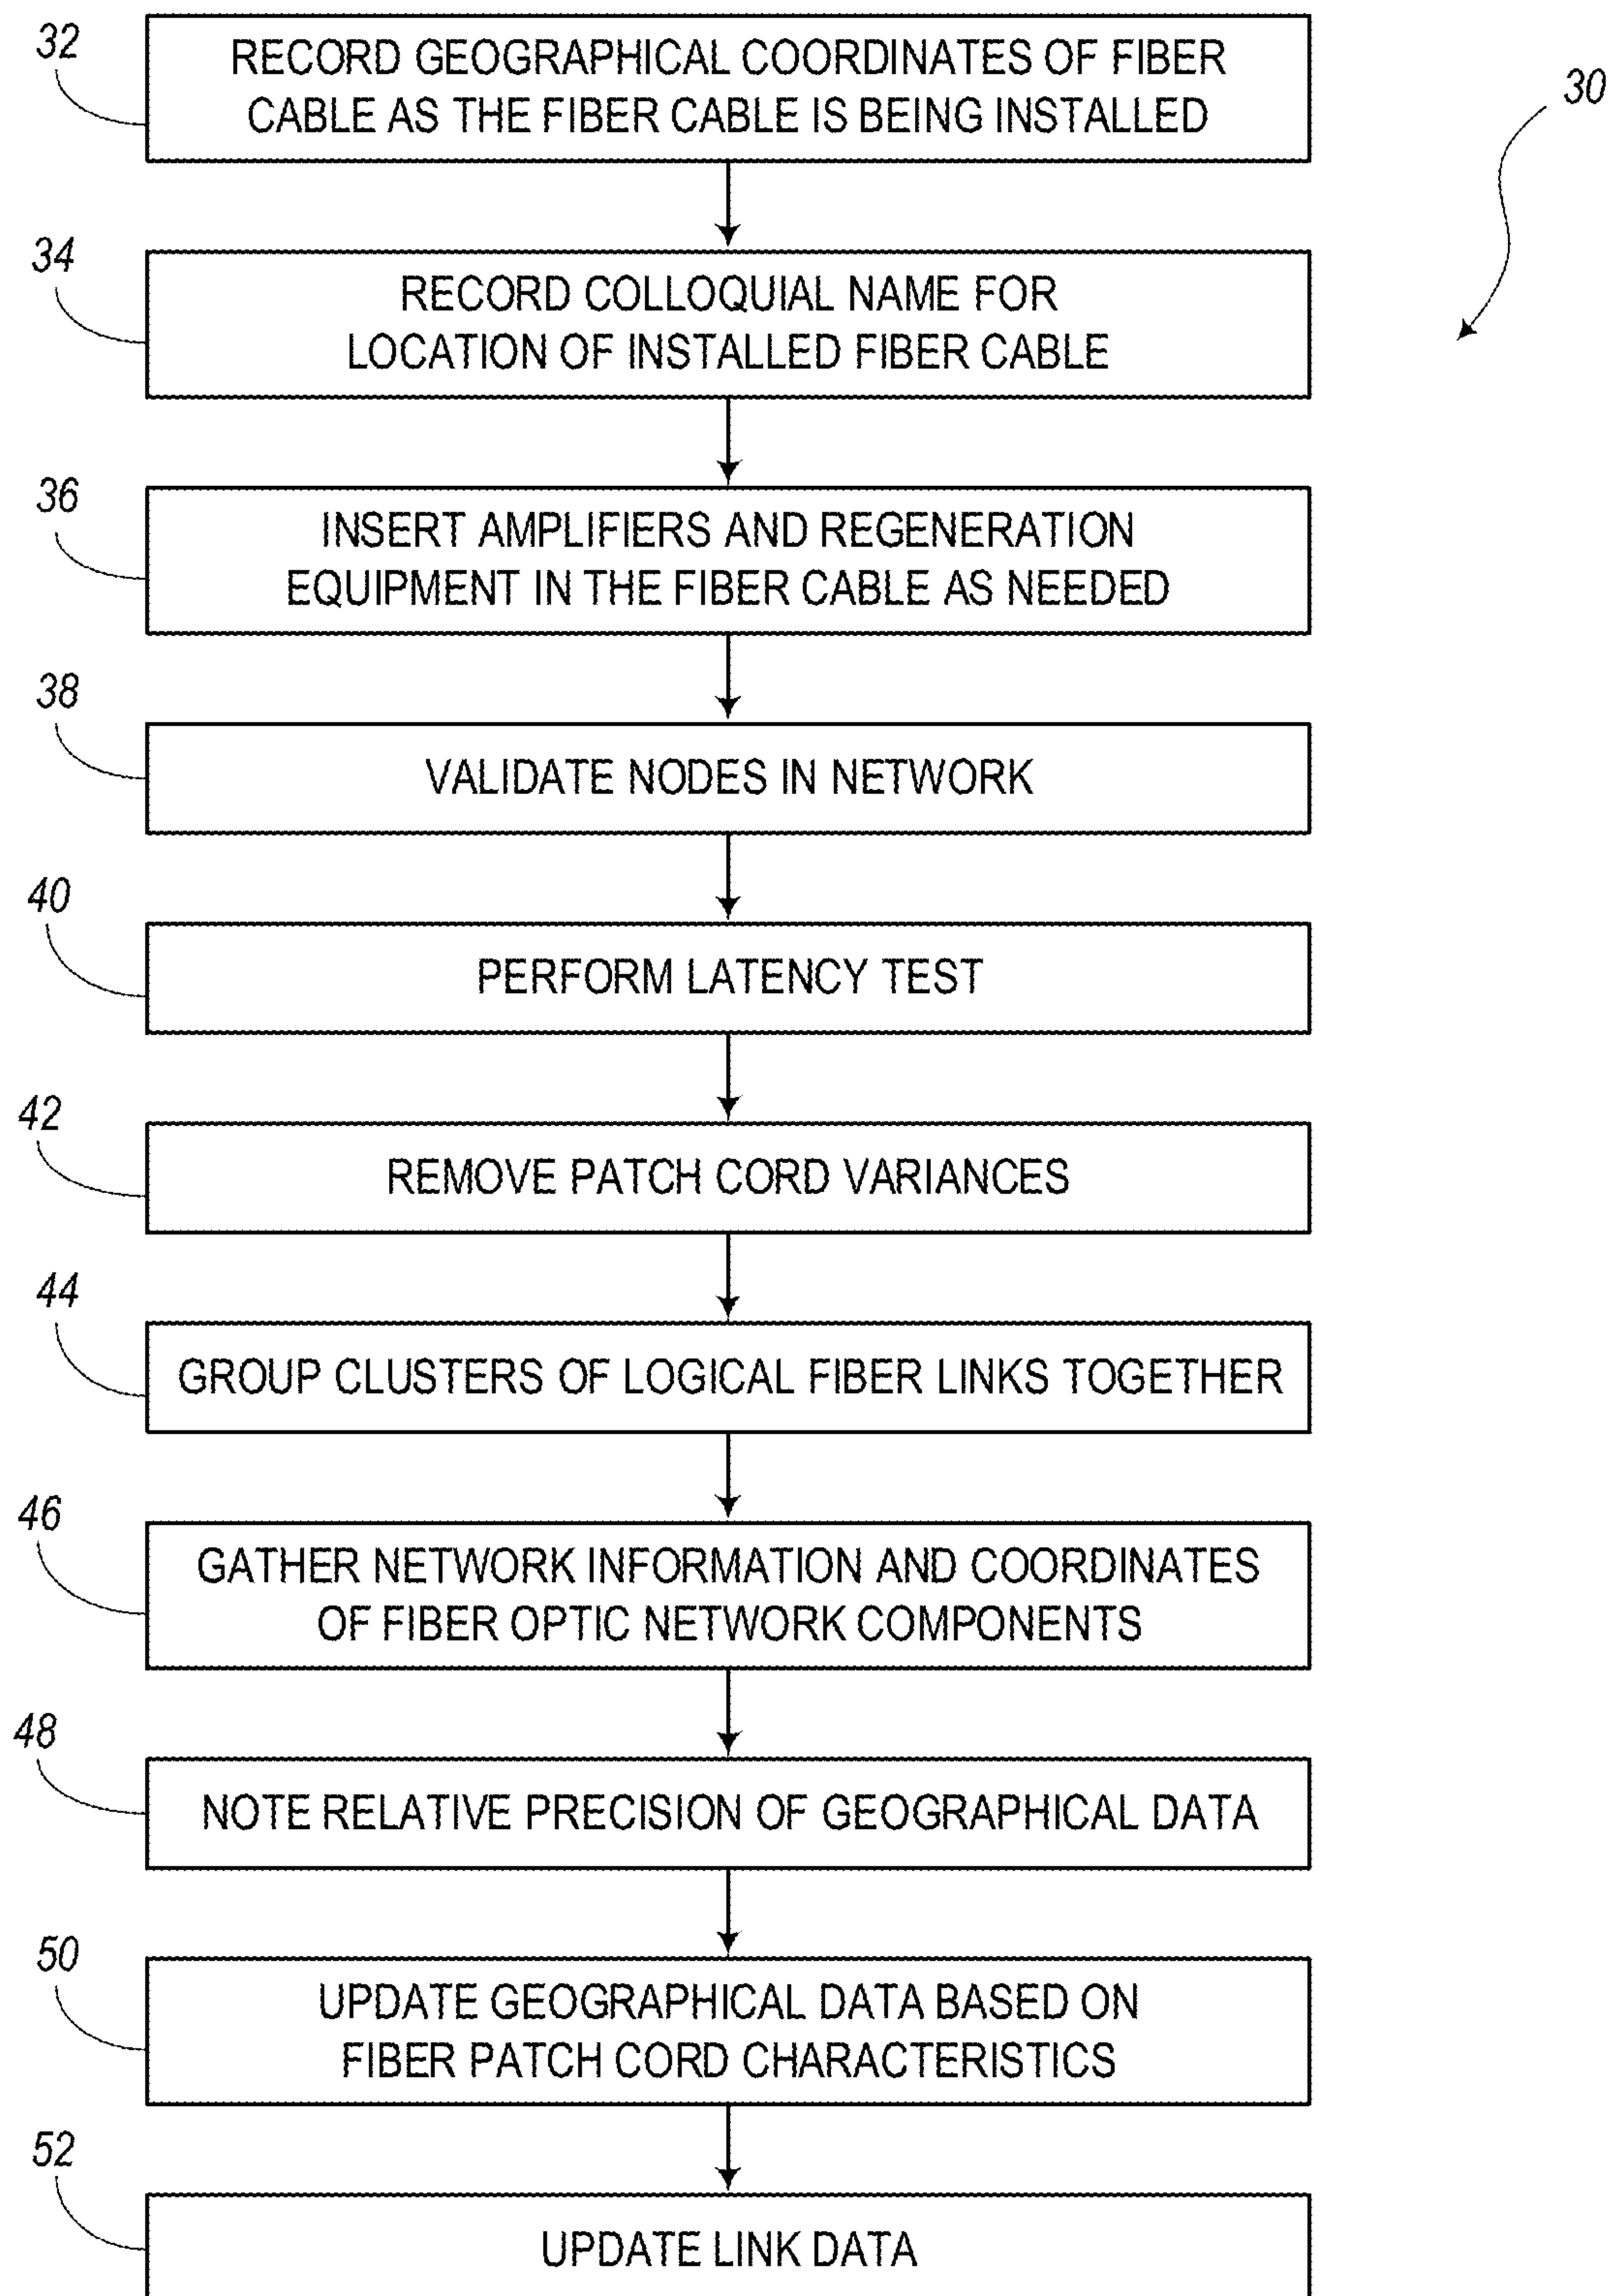 32
RECORD GEOGRAPHICAL COORDINATES OF FIBER
CABLE AS THE FIBER CABLE IS BEING INSTALLED
30
34
RECORD COLLOQUIAL NAME FOR
LOCATION OF INSTALLED FIBER CABLE
36
INSERT AMPLIFIERS AND REGENERATION
EQUIPMENT IN THE FIBER CABLE AS NEEDED
38
VALIDATE NODES IN NETWORK
40
PERFORM LATENCY TEST
42
REMOVE PATCH CORD VARIANCES
44
GROUP CLUSTERS OF LOGICAL FIBER LINKS TOGETHER
46
GATHER NETWORK INFORMATION AND COORDINATES
OF FIBER OPTIC NETWORK COMPONENTS
48
NOTE RELATIVE PRECISION OF GEOGRAPHICAL DATA
50
UPDATE GEOGRAPHICAL DATA BASED ON
FIBER PATCH CORD CHARACTERISTICS
52
UPDATE LINK DATA